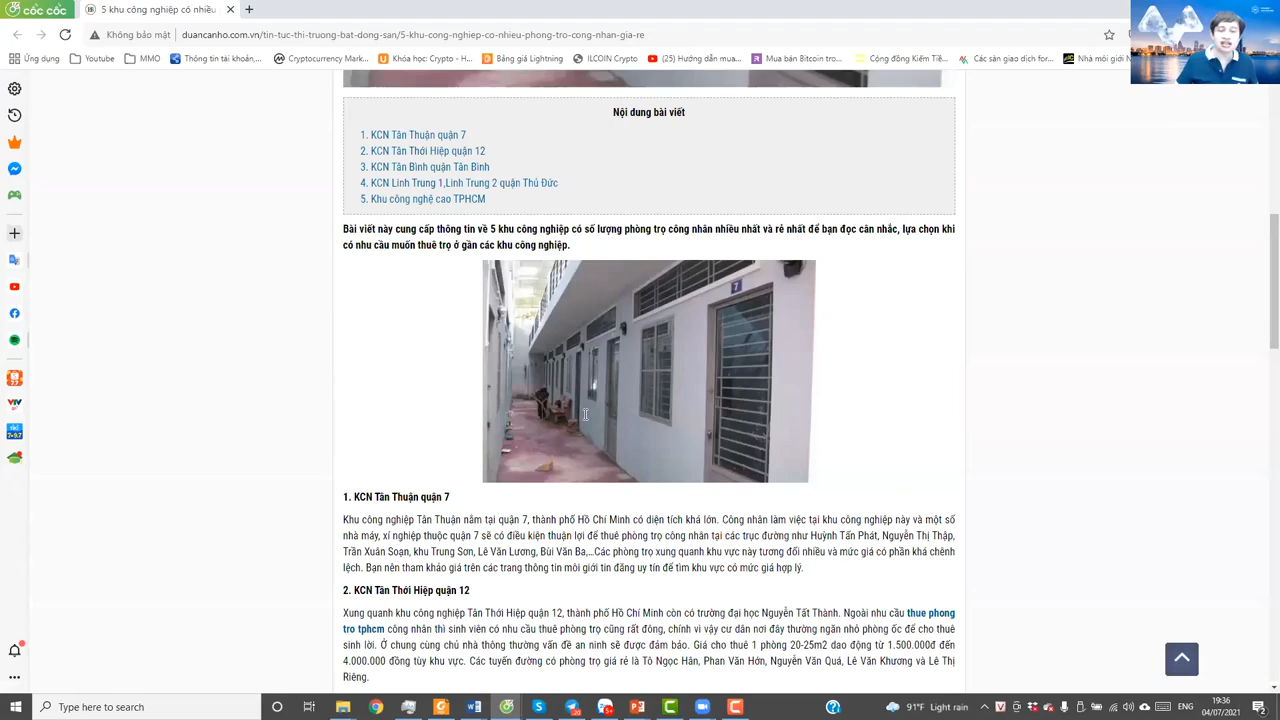 cốc cốc
5 khu công nghiệp có nhiều
Không bảo mật
duancanho.com.vn/tin-tuc-thi-truong-bat-dong-san/5-khu-cong-nghiep-co-nhieu-phong-tro-cong-nhan-gia-re
Ứng dụng
Youtube
MMO
Thông tin tài khoản,...
Cryptocurrency Mark...
Khóa học: Crypto - H...
Bảng giá Lightning
ILCOIN Crypto
(25) Hướng dẫn mua...
Mua bán Bitcoin tro...
Cộng đồng Kiếm Tiề...
Các sàn giao dịch for...
Nhà môi giới N
Nội dung bài viết
1. KCN Tân Thuận quận 7
2. KCN Tân Thới Hiệp quận 12
3. KCN Tân Bình quận Tân Bình
4. KCN Linh Trung 1,Linh Trung 2 quận Thủ Đức
5. Khu công nghệ cao TPHCM
Bài viết này cung cấp thông tin về 5 khu công nghiệp có số lượng phòng trọ công nhân nhiều nhất và rẻ nhất để bạn đọc cân nhắc, lựa chọn khi
có nhu cầu muốn thuê trọ ở gần các khu công nghiệp.
7
1. KCN Tân Thuận quận 7
Khu công nghiệp Tân Thuận nằm tại quận 7, thành phố Hồ Chí Minh có diện tích khá lớn. Công nhân làm việc tại khu công nghiệp này và một số
nhà máy, xí nghiệp thuộc quận 7 sẽ có điều kiện thuận lợi để thuê phòng trọ công nhân tại các trục đường như Huỳnh Tấn Phát, Nguyễn Thị Thập,
Trần Xuân Soạn, khu Trung Sơn, Lê Văn Lương, Bùi Văn Ba,...Các phòng trọ xung quanh khu vực này tương đối nhiều và mức giá có phần khá chênh
lệch. Bạn nên tham khảo giá trên các trang thông tin môi giới tin đăng uy tín để tìm khu vực có mức giá hợp lý.
2. KCN Tân Thới Hiệp quận 12
Xung quanh khu công nghiệp Tân Thới Hiệp quận 12, thành phố Hồ Chí Minh còn có trường đại học Nguyễn Tất Thành. Ngoài nhu cầu thue phong
tro tphcm công nhân thì sinh viên có nhu cầu thuê phòng trọ cũng rất đông, chính vì vậy cư dân nơi đây thường ngăn nhỏ phòng ốc để cho thuê
sinh lời. Ở chung cùng chủ nhà thông thường vấn đề an ninh sẽ được đảm bảo. Giá cho thuê 1 phòng 20-25m2 dao động từ 1.500.000đ đến
4.000.000 đồng tùy khu vực. Các tuyến đường có phòng trọ giá rẻ là Tô Ngọc Hân, Phan Văn Hớn, Nguyễn Văn Quá, Lê Văn Khương và Lê Thị
Riêng.
Type here to search
91°F Light rain
ENG
19:36
04/07/2021